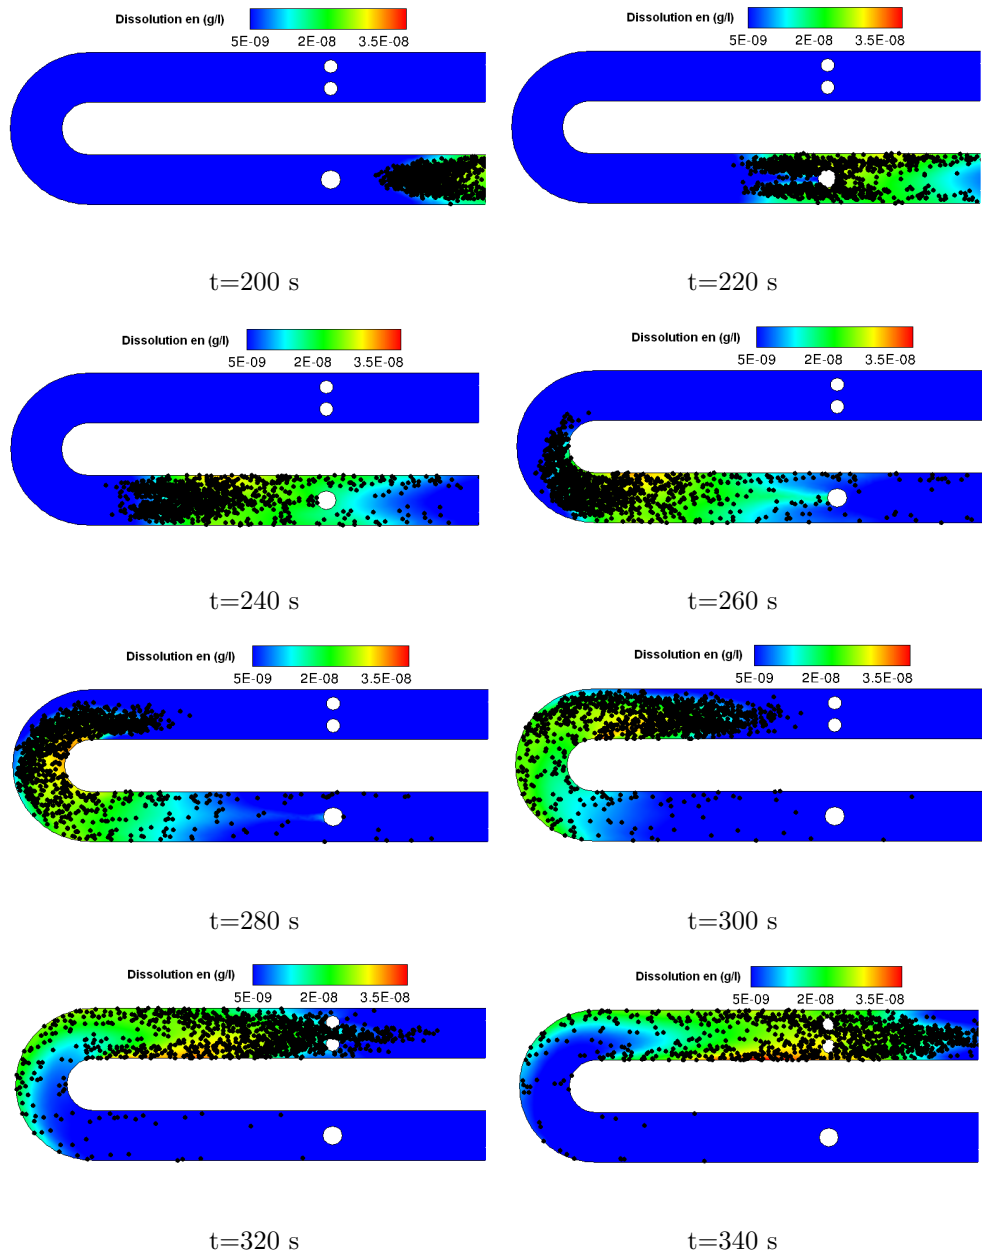 Dissolution en (g/l)
5E-09 2E-08 3.5E-08
Dissolution en (g/l)
5E-09 2E-08 3.5E-08
t=200 s
t=220 s
Dissolution en (g/l)
5E-09 2E-08 3.5E-08
Dissolution en (g/l)
5E-09 2E-08 3.5E-08
t=240 s
t=260 s
Dissolution en (g/l)
5E-09 2E-08 3.5E-08
Dissolution en (g/l)
5E-09 2E-08 3.5E-08
t=280 s
t=300 s
Dissolution en (g/l)
5E-09 2E-08 3.5E-08
Dissolution en (g/l)
5E-09 2E-08 3.5E-08
t=320 s
t=340 s